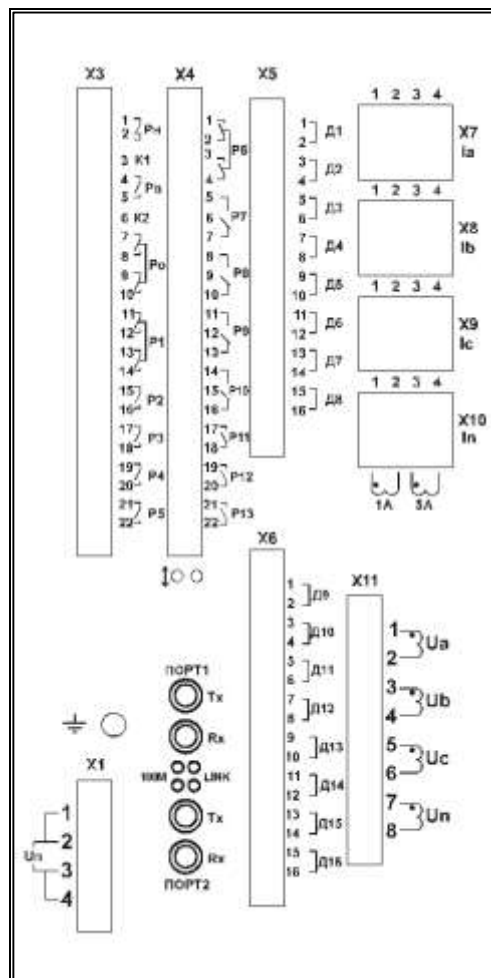 X3
1
2
Рн
3 К1
4
5
Рв
6 К2
7
8
9
10
Ро
11
12
13
14
Р1
15
16
Р2
17
18
Р3
19
20
Р4
21
22
Р5
X4
1
2
3
4
Р6
5
6
7
Р7
8
9
10
Р8
11
12
13
Р9
14
15
16
Р10
17
18
Р11
19
20
Р12
21
22
Р13
X5
1
2
Д1
3
4
Д2
5
6
Д3
7
8
Д4
9
10
Д5
11
12
Д6
13
14
Д7
15
16
Д8
1 2 3 4
X7
Ia
1 2 3 4
X8
Ib
1 2 3 4
X9
Ic
1 2 3 4
X10
In
1А
5А
X6
1
2
Д9
3
4
Д10
5
6
Д11
7
8
Д12
9
10
Д13
11
12
Д14
13
14
Д15
15
16
Д16
X11
1
2
Ua
3
4
Ub
5
6
Uc
7
8
Un
ПОРТ1
Tx
Rx
100M LINK
Tx
Rx
ПОРТ2
X1
1
2
3
4